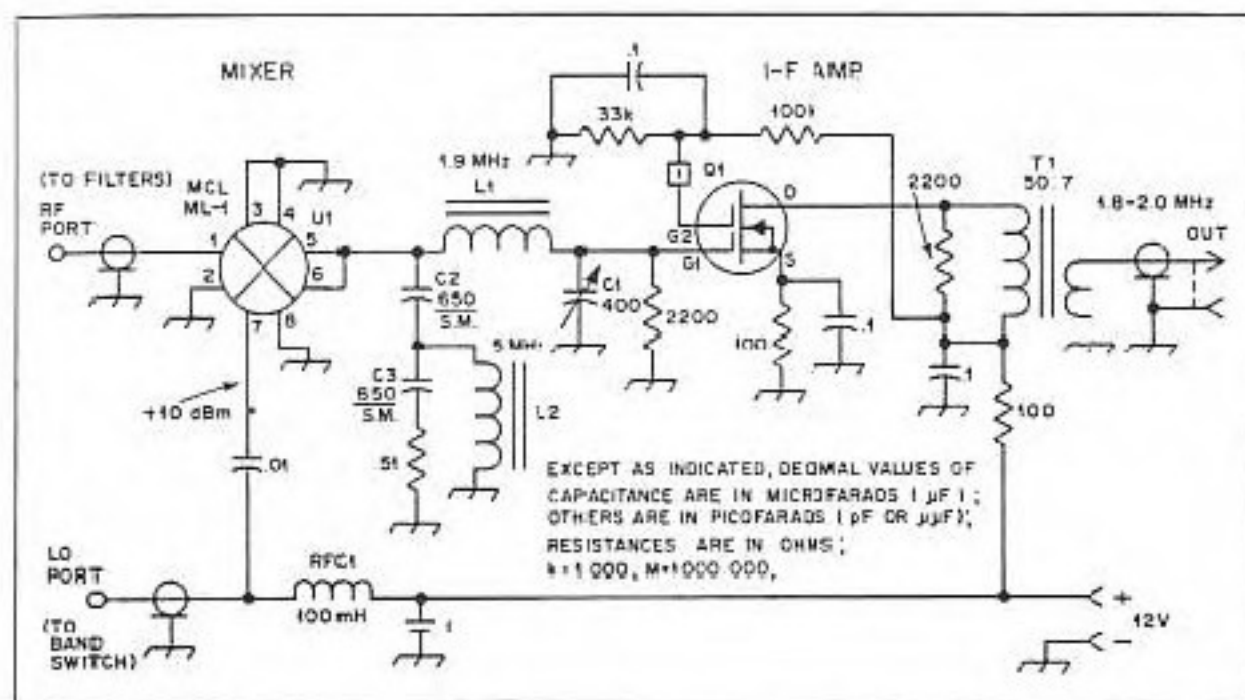 MIXER
I-F AMP
.1
33k
100k
1.9 MHz
L1
Q1
1
D
G2
G1
S
2200
T1
50:7
1.8-2.0 MHz
OUT
(TO FILTERS)
RF
PORT
MCL
ML-1
U1
3
4
1
2
5
6
7
8
C2
650
S.M.
C1
400
2200
100
.1
5 MHz
C3
650
S.M.
L2
51
.1
100
+10 dBm
.01
EXCEPT AS INDICATED, DECIMAL VALUES OF
CAPACITANCE ARE IN MICROFARADS ( µF ) ;
OTHERS ARE IN PICOFARADS ( pF OR µµF);
RESISTANCES ARE IN OHMS ;
k=1 000, M=1000 000,
LO
PORT
(TO
BAND
SWITCH)
RFC1
100mH
+
12V
-